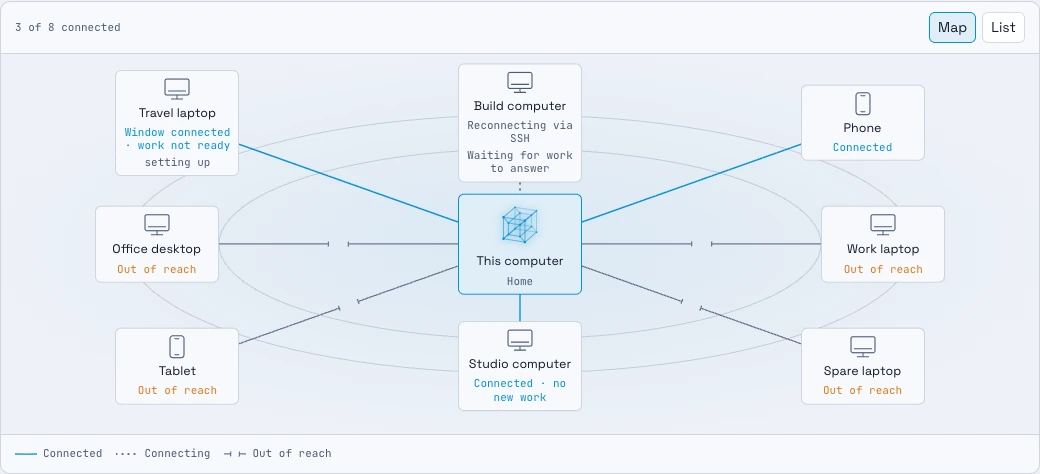 3 of 8 connected
Map
List
Travel laptop
Window connected
· work not ready
setting up
Build computer
Reconnecting via
SSH
Waiting for work
to answer
Phone
Connected
Office desktop
Out of reach
This computer
Home
Work laptop
Out of reach
Tablet
Out of reach
Studio computer
Connected · no
new work
Spare laptop
Out of reach
Connected
Connecting
Out of reach